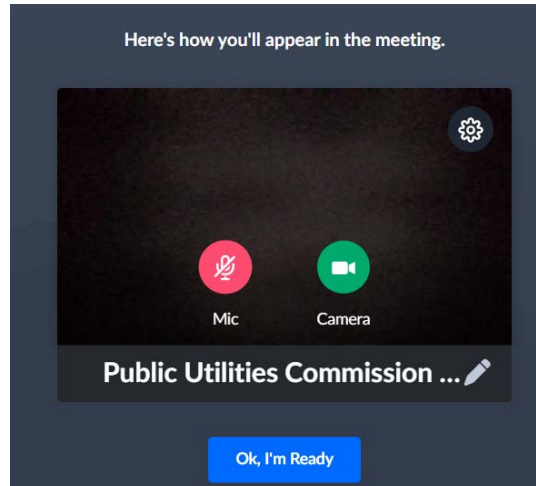 Here's how you'll appear in the meeting.
Mic Camera
Public Utilities Commission ...
Ok, I'm Ready